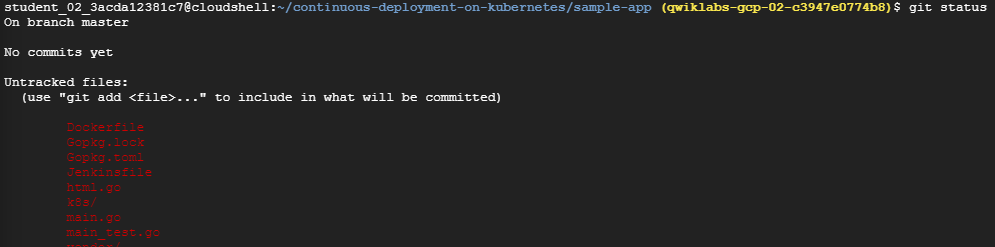 student_02_3acda12381c7@cloudshell:~/continuous-deployment-on-kubernetes/sample-app (qwiklabs-gcp-02-c3947e0774b8)$ git status
On branch master
No commits yet
Untracked files:
(use "git add <file>..." to include in what will be committed)
Dockerfile
Gopkg.lock
Gopkg.toml
Jenkinsfile
html.go
k8s/
main.go
main_test.go